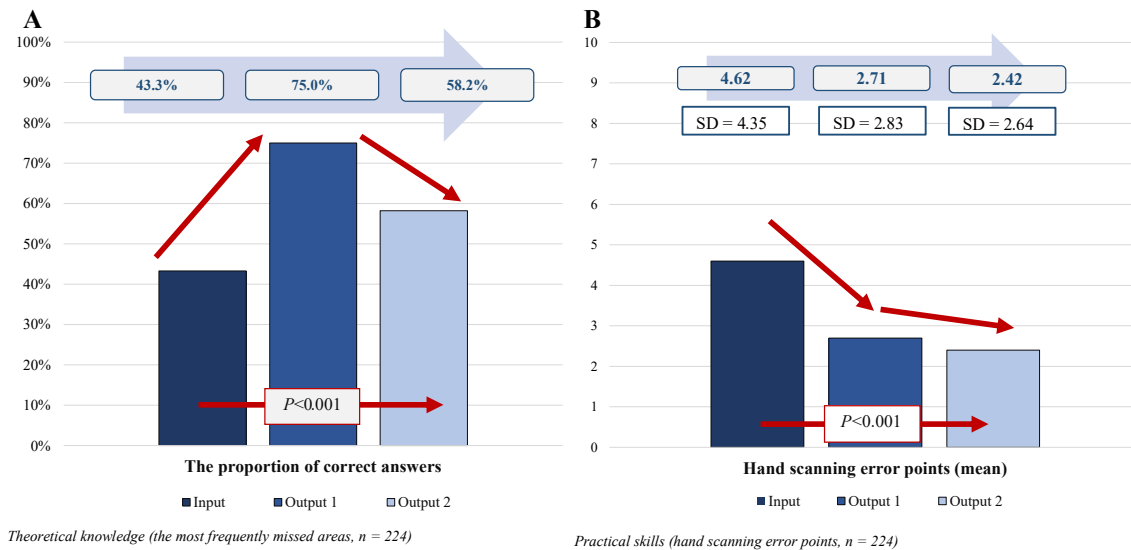 A
100%
90%
80%
70%
60%
50%
40%
30%
20%
10%
0%
43.3%
75.0%
58.2%
P<0.001
The proportion of correct answers
Input
Output 1
Output 2
Theoretical knowledge (the most frequently missed areas, n = 224)
B
10
9
8
7
6
5
4
3
2
1
0
4.62
2.71
2.42
SD = 4.35
SD = 2.83
SD = 2.64
P<0.001
Hand scanning error points (mean)
Input
Output 1
Output 2
Practical skills (hand scanning error points, n = 224)